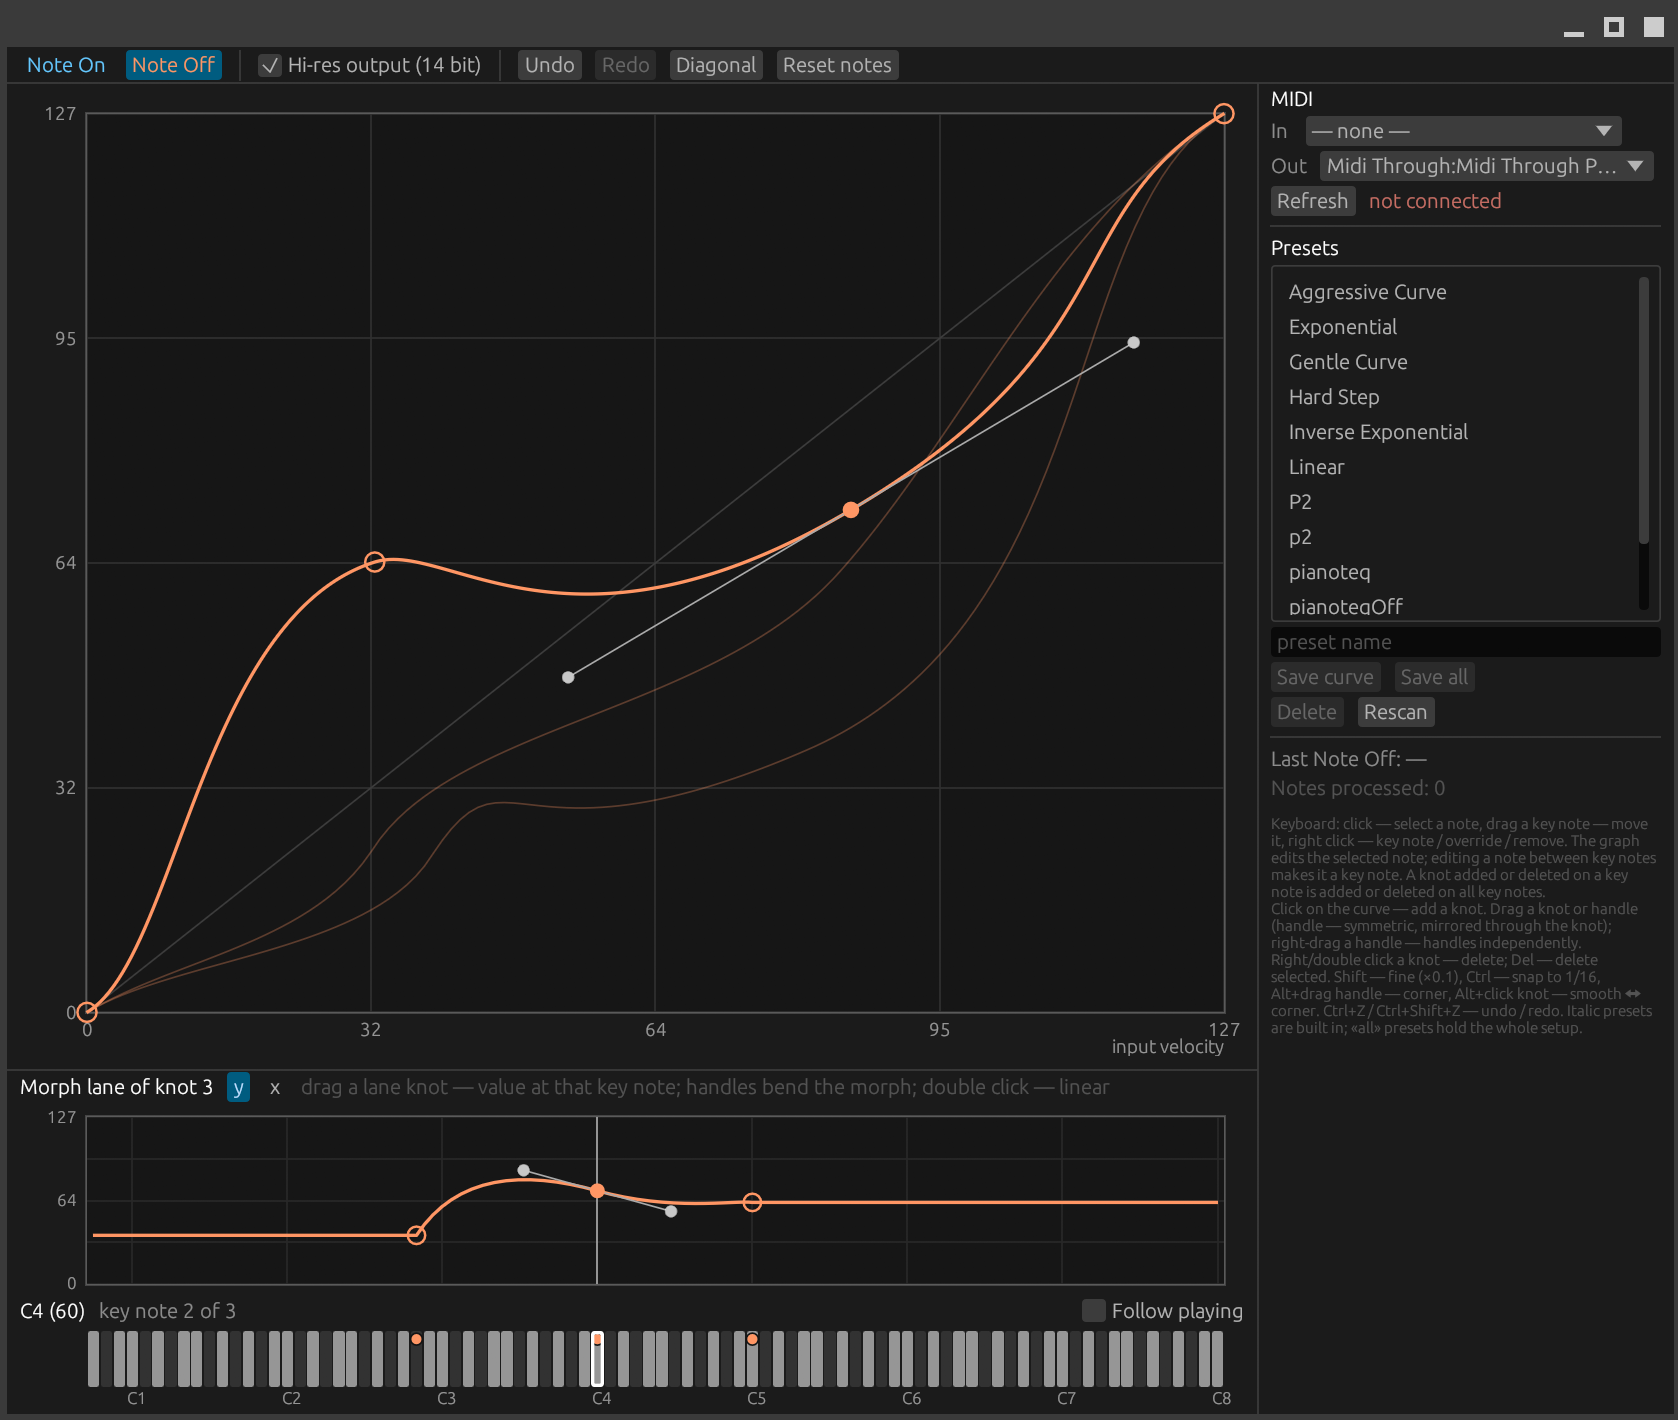 Note On Note Off Hi-res output (14 bit) Undo Redo Diagonal Reset notes
127
95
64
32
0
0 32 64 95 127
input velocity
Morph lane of knot 3 y x drag a lane knot — value at that key note; handles bend the morph; double click — linear
127
64
0
C4 (60) key note 2 of 3 Follow playing
C1 C2 C3 C4 C5 C6 C7 C8
MIDI
In — none —
Out Midi Through:Midi Through P...
Refresh not connected
Presets
Aggressive Curve
Exponential
Gentle Curve
Hard Step
Inverse Exponential
Linear
P2
p2
pianoteq
pianoteqOff
preset name
Save curve Save all
Delete Rescan
Last Note Off: —
Notes processed: 0
Keyboard: click — select a note, drag a key note — move
it, right click — key note / override / remove. The graph
edits the selected note; editing a note between key notes
makes it a key note. A knot added or deleted on a key
note is added or deleted on all key notes.
Click on the curve — add a knot. Drag a knot or handle
(handle — symmetric, mirrored through the knot);
right-drag a handle — handles independently.
Right/double click a knot — delete; Del — delete
selected. Shift — fine (×0.1), Ctrl — snap to 1/16,
Alt+drag handle — corner, Alt+click knot — smooth ⬌
corner. Ctrl+Z / Ctrl+Shift+Z — undo / redo. Italic presets
are built in; «all» presets hold the whole setup.